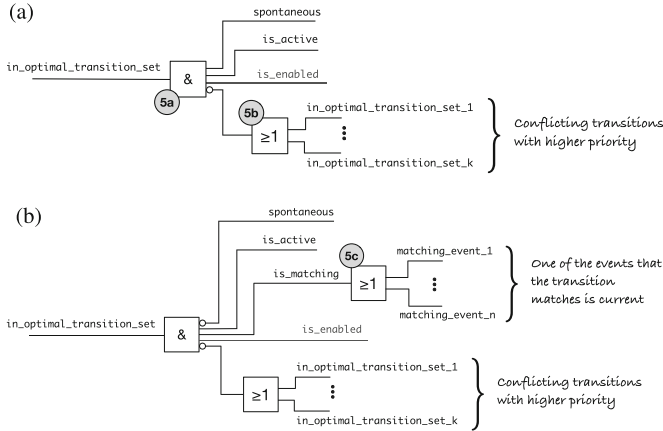 (a)
spontaneous
is_active
in_optimal_transition_set
&
is_enabled
5a
5b
≥1
in_optimal_transition_set_1
in_optimal_transition_set_k
Conflicting transitions
with higher priority
(b)
spontaneous
is_active
5c
is_matching
≥1
matching_event_1
matching_event_n
One of the events that
the transition
matches is current
in_optimal_transition_set
&
is_enabled
≥1
in_optimal_transition_set_1
in_optimal_transition_set_k
Conflicting transitions
with higher priority